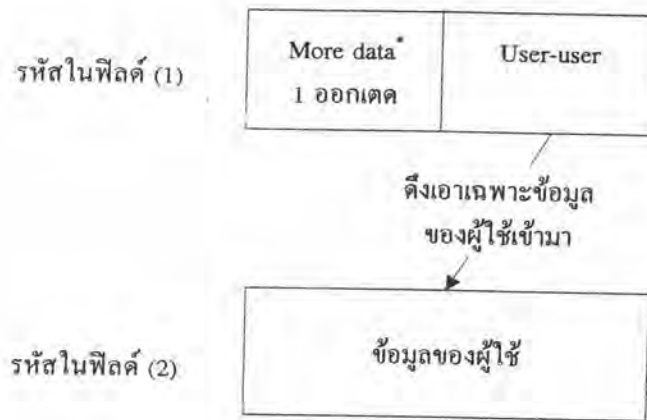 รหัสในฟิลด์ (1)
More data*
1 ออกเตด
User-user
ดึงเอาเฉพาะข้อมูล
ของผู้ใช้เข้ามา
รหัสในฟิลด์ (2)
ข้อมูลของผู้ใช้